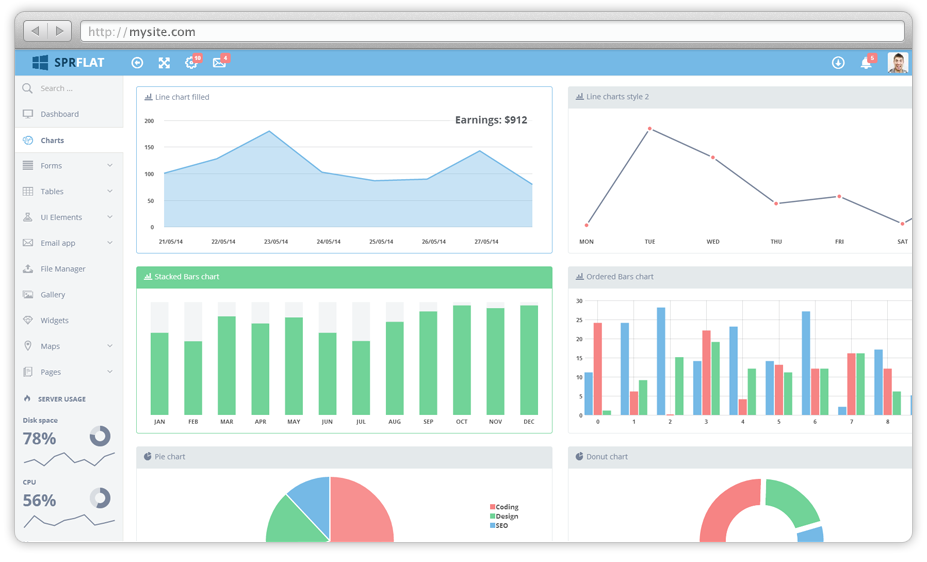 http://mysite.com
SPRFLAT
10
4
5
Search ...
Dashboard
Charts
Forms
Tables
UI Elements
Email app
File Manager
Gallery
Widgets
Maps
Pages
SERVER USAGE
Disk space
78%
CPU
56%
Line chart filled
Earnings: $912
200
150
100
50
0
21/05/14 22/05/14 23/05/14 24/05/14 25/05/14 26/05/14 27/05/14
Line charts style 2
MON TUE WED THU FRI SAT
Stacked Bars chart
JAN FEB MAR APR MAY JUN JUL AUG SEP OCT NOV DEC
Ordered Bars chart
30
25
20
15
10
5
0
0 1 2 3 4 5 6 7 8
Pie chart
Coding
Design
SEO
Donut chart